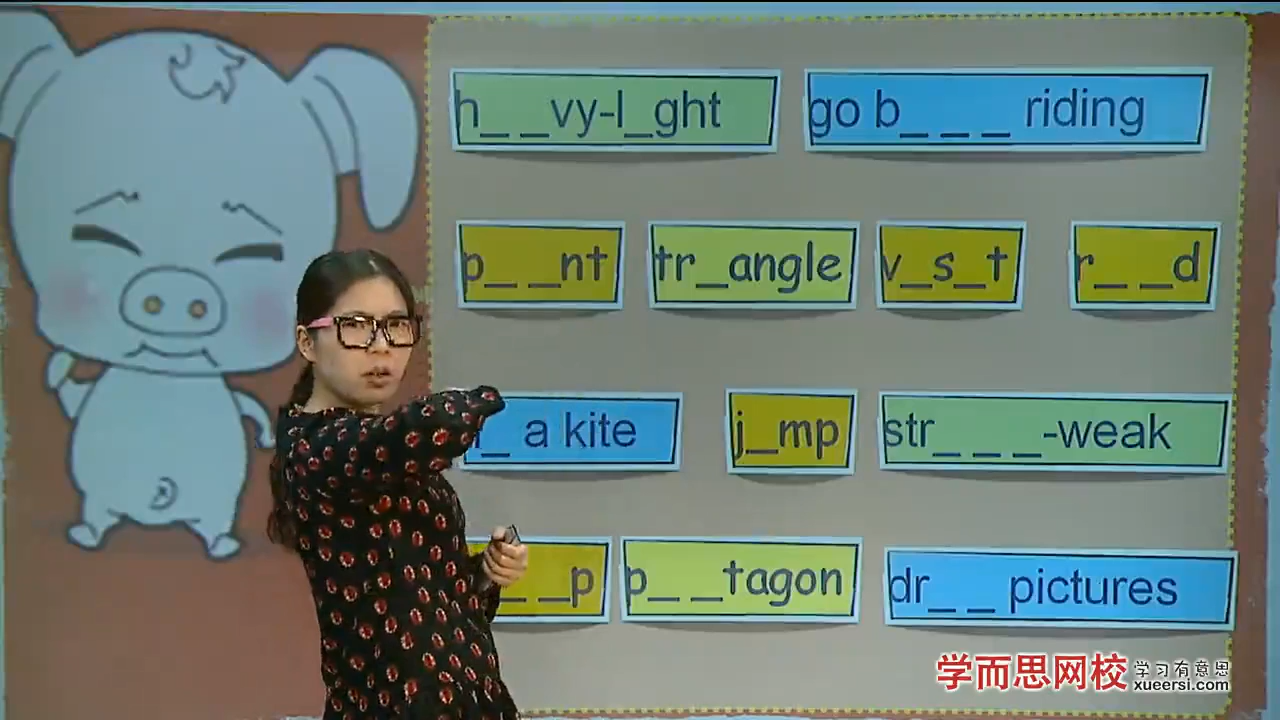 h_ _vy-l_ght
go b_ _ _ riding
p_ _nt
tr_angle
v_s_t
r_ _d
_ a kite
j_mp
str_ _ _-weak
_ _p
p_ _tagon
dr_ _ pictures
学而思网校
学习有意思
xueersi.com